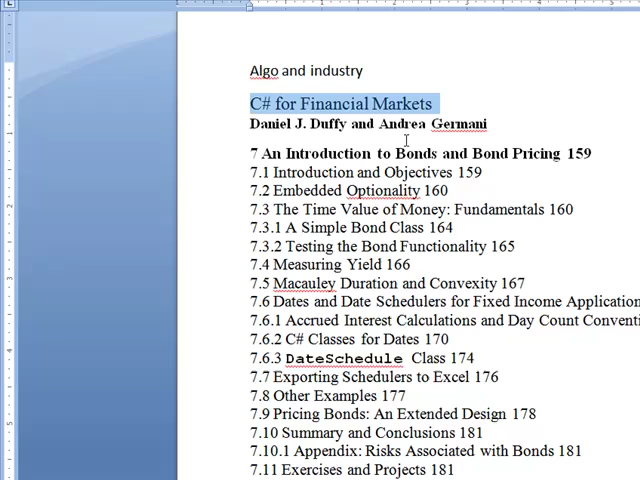 Algo and industry
C# for Financial Markets
Daniel J. Duffy and Andrea Germani
7 An Introduction to Bonds and Bond Pricing 159
7.1 Introduction and Objectives 159
7.2 Embedded Optionality 160
7.3 The Time Value of Money: Fundamentals 160
7.3.1 A Simple Bond Class 164
7.3.2 Testing the Bond Functionality 165
7.4 Measuring Yield 166
7.5 Macauley Duration and Convexity 167
7.6 Dates and Date Schedulers for Fixed Income Application
7.6.1 Accrued Interest Calculations and Day Count Conventi
7.6.2 C# Classes for Dates 170
7.6.3 DateSchedule Class 174
7.7 Exporting Schedulers to Excel 176
7.8 Other Examples 177
7.9 Pricing Bonds: An Extended Design 178
7.10 Summary and Conclusions 181
7.10.1 Appendix: Risks Associated with Bonds 181
7.11 Exercises and Projects 181